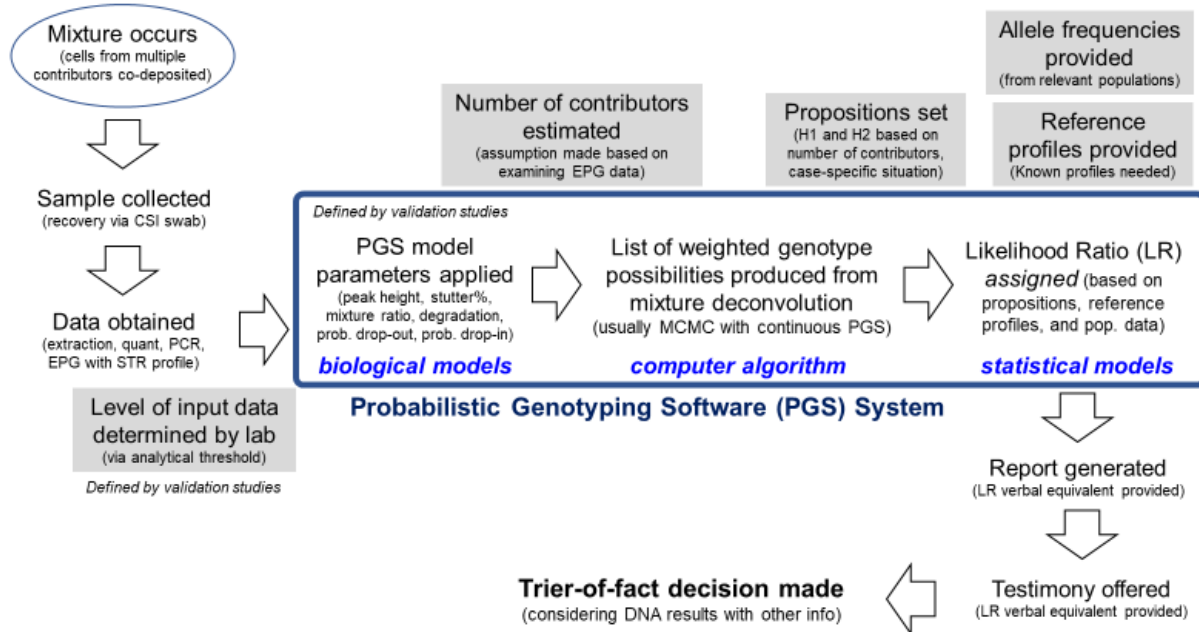 Mixture occurs
(cells from multiple
contributors co-deposited)
Sample collected
(recovery via CSI swab)
Data obtained
(extraction, quant, PCR,
EPG with STR profile)
Level of input data
determined by lab
(via analytical threshold)
Defined by validation studies
Number of contributors
estimated
(assumption made based on
examining EPG data)
Propositions set
(H1 and H2 based on
number of contributors,
case-specific situation)
Allele frequencies
provided
(from relevant populations)
Reference
profiles provided
(Known profiles needed)
Defined by validation studies
PGS model
parameters applied
(peak height, stutter%,
mixture ratio, degradation,
prob. drop-out, prob. drop-in)
biological models
List of weighted genotype
possibilities produced from
mixture deconvolution
(usually MCMC with continuous PGS)
computer algorithm
Likelihood Ratio (LR)
assigned (based on
propositions, reference
profiles, and pop. data)
statistical models
Probabilistic Genotyping Software (PGS) System
Report generated
(LR verbal equivalent provided)
Testimony offered
(LR verbal equivalent provided)
Trier-of-fact decision made
(considering DNA results with other info)